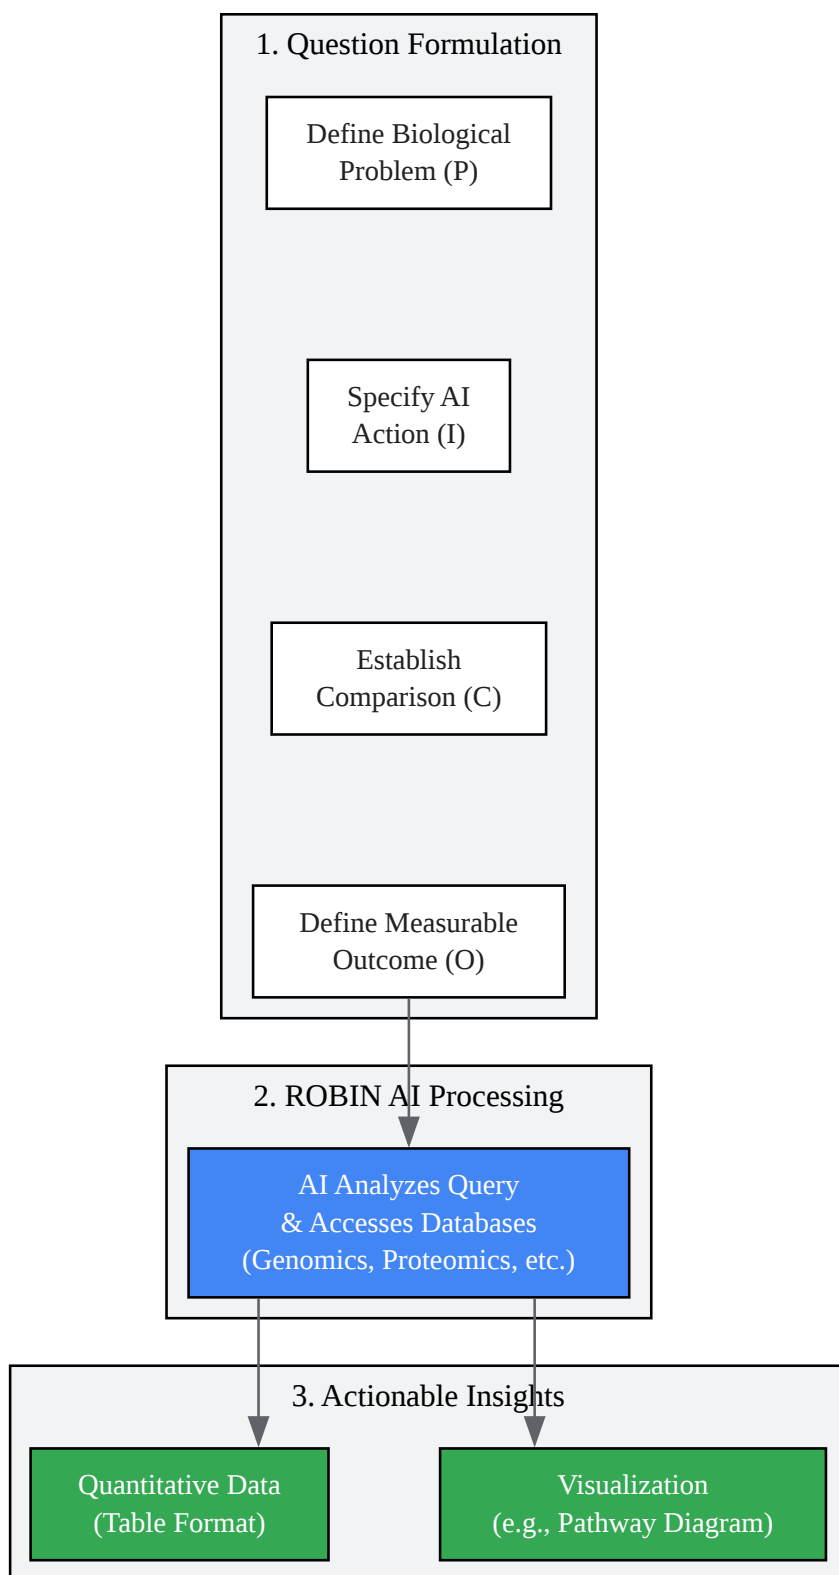 1. Question Formulation
Define Biological
Problem (P)
Specify AI
Action (I)
Establish
Comparison (C)
Define Measurable
Outcome (O)
2. ROBIN AI Processing
AI Analyzes Query
& Accesses Databases
(Genomics, Proteomics, etc.)
3. Actionable Insights
Quantitative Data
(Table Format)
Visualization
(e.g., Pathway Diagram)